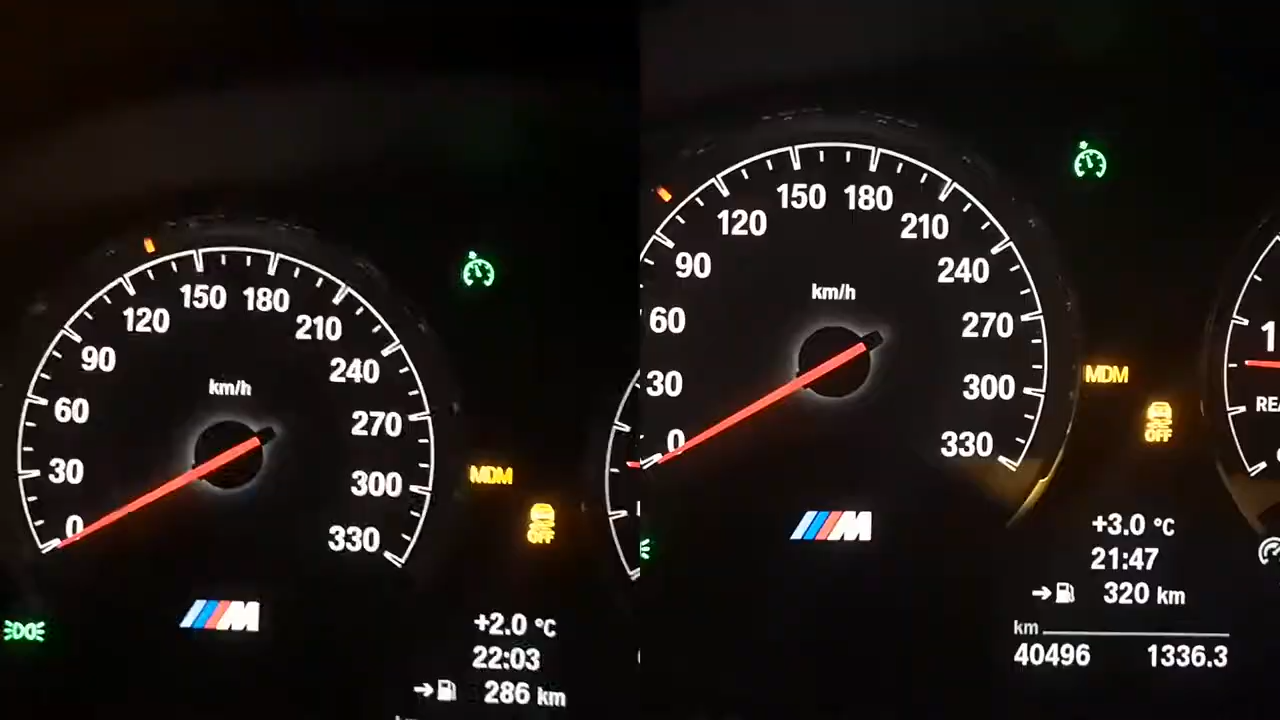 150 180
120 210
90 240
km/h
60 270
30 300
0 330
MDM
OFF
M
+2.0 °C
22:03
286 km
150 180
120 210
90 240
km/h
60 270
30 300
0 330
MDM
OFF
M
+3.0 °C
21:47
320 km
km
40496 1336.3
1